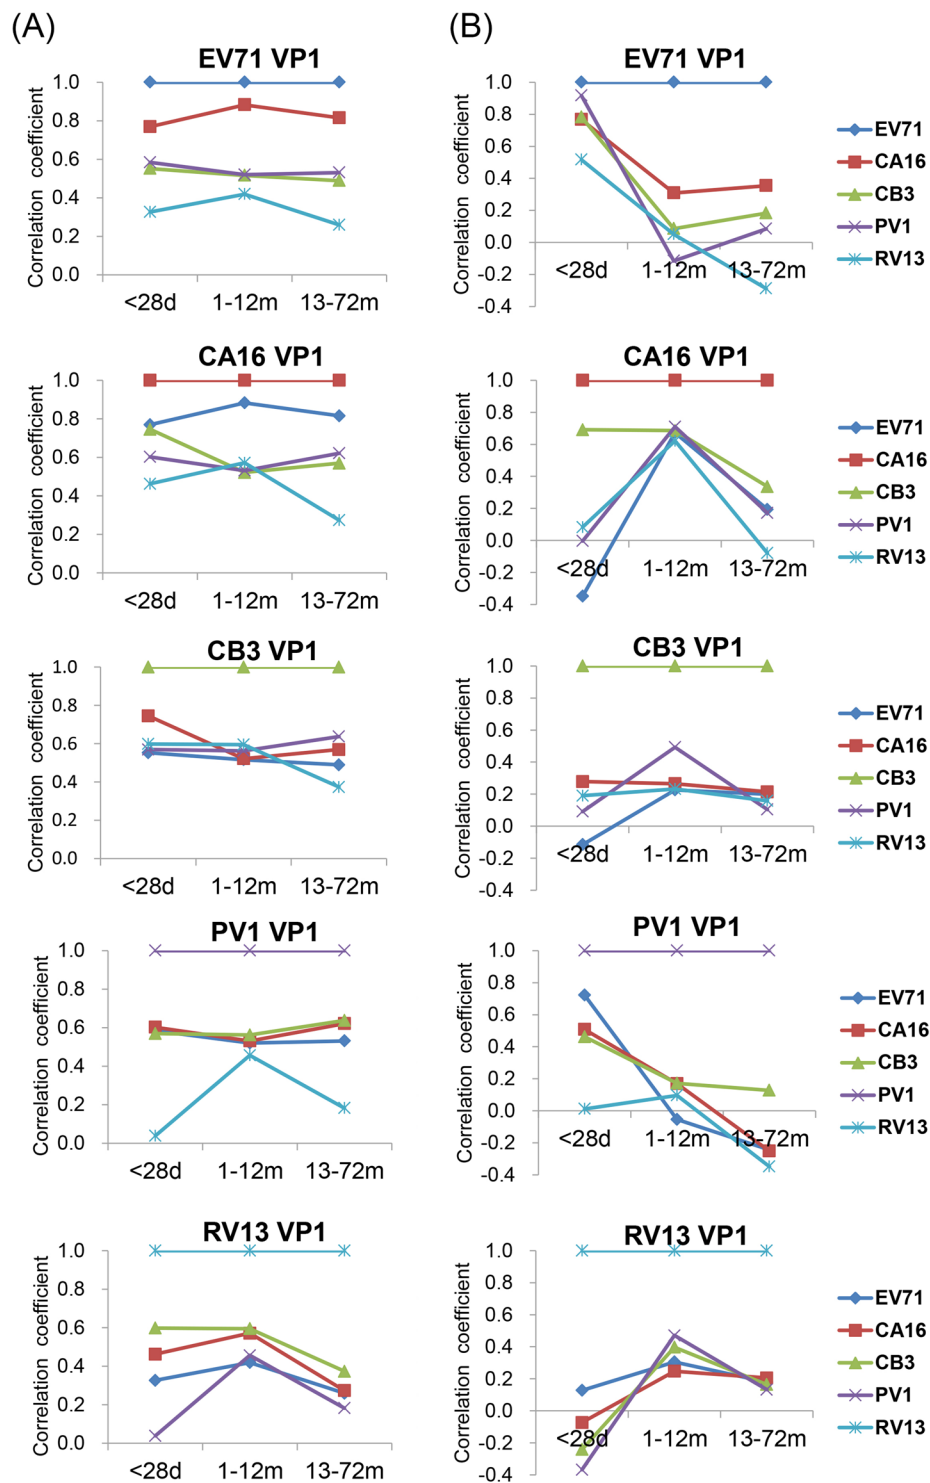 (A)
(B)
EV71 VP1
Correlation coefficient
1.0
0.8
0.6
0.4
0.2
0.0
<28d 1-12m 13-72m
EV71 VP1
Correlation coefficient
1.0
0.8
0.6
0.4
0.2
0.0
-0.2
-0.4
<28d 1-12m 13-72m
EV71
CA16
CB3
PV1
RV13
CA16 VP1
Correlation coefficient
1.0
0.8
0.6
0.4
0.2
0.0
<28d 1-12m 13-72m
CA16 VP1
Correlation coefficient
1.0
0.8
0.6
0.4
0.2
0.0
-0.2
-0.4
<28d 1-12m 13-72m
EV71
CA16
CB3
PV1
RV13
CB3 VP1
Correlation coefficient
1.0
0.8
0.6
0.4
0.2
0.0
<28d 1-12m 13-72m
CB3 VP1
Correlation coefficient
1.0
0.8
0.6
0.4
0.2
0.0
-0.2
-0.4
<28d 1-12m 13-72m
EV71
CA16
CB3
PV1
RV13
PV1 VP1
Correlation coefficient
1.0
0.8
0.6
0.4
0.2
0.0
<28d 1-12m 13-72m
PV1 VP1
Correlation coefficient
1.0
0.8
0.6
0.4
0.2
0.0
-0.2
-0.4
<28d 1-12m 13-72m
EV71
CA16
CB3
PV1
RV13
RV13 VP1
Correlation coefficient
1.0
0.8
0.6
0.4
0.2
0.0
<28d 1-12m 13-72m
RV13 VP1
Correlation coefficient
1.0
0.8
0.6
0.4
0.2
0.0
-0.2
-0.4
<28d 1-12m 13-72m
EV71
CA16
CB3
PV1
RV13